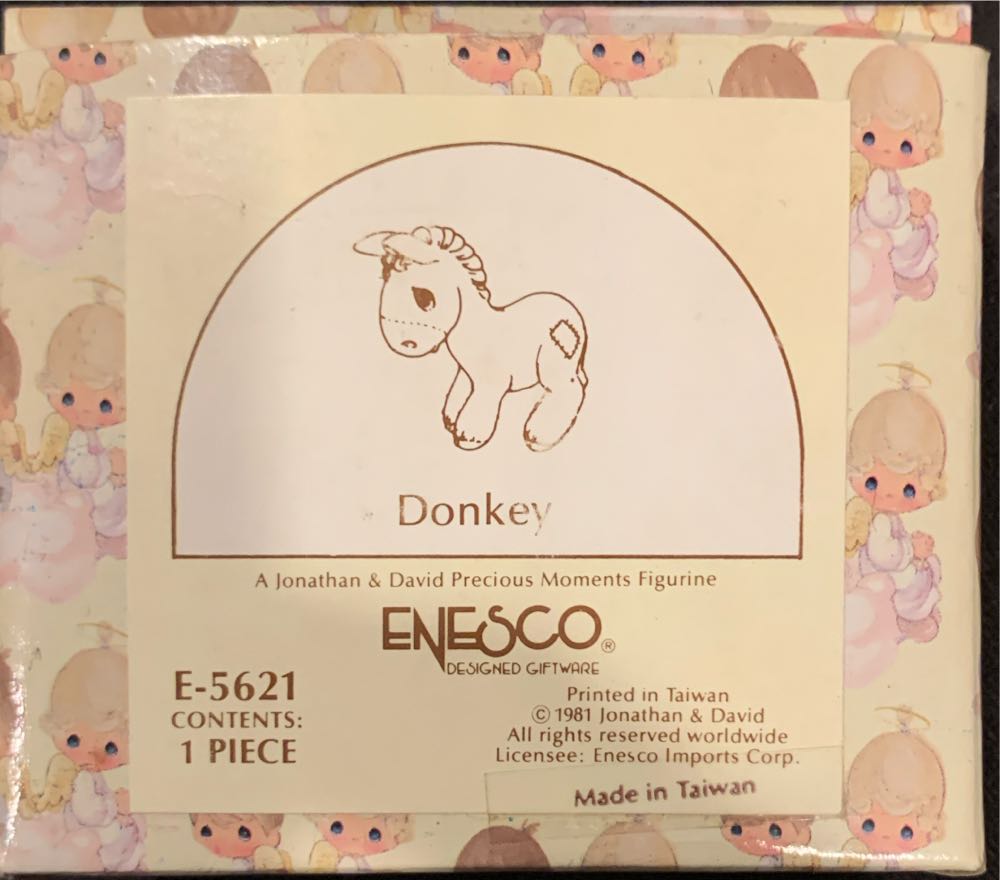 Donkey
A Jonathan & David Precious Moments Figurine
ENESCO®
DESIGNED GIFTWARE
E-5621
CONTENTS:
1 PIECE
Printed in Taiwan
© 1981 Jonathan & David
All rights reserved worldwide
Licensee: Enesco Imports Corp.
Made in Taiwan